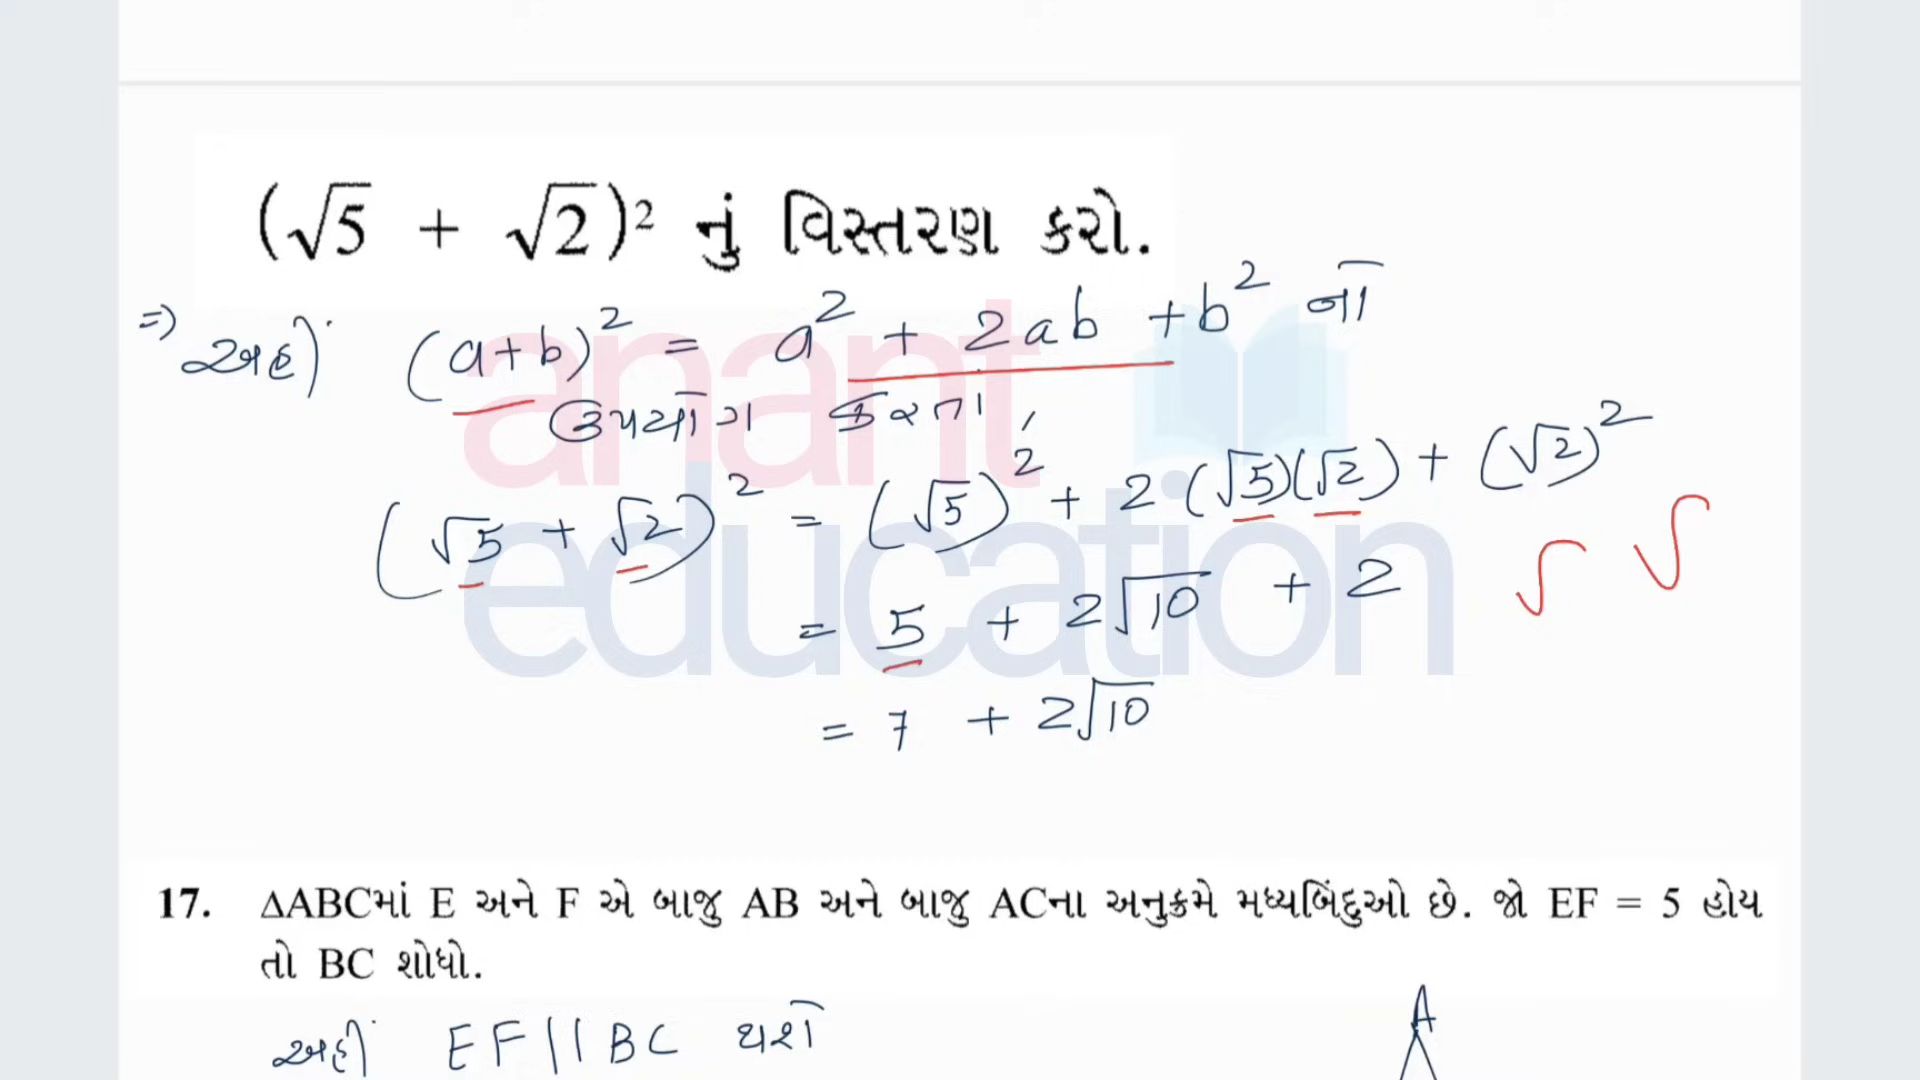 (√5 + √2)² નું વિસ્તરણ કરો.
⇒ અહીં (a+b)² = a² + 2ab + b² નો
ઉપયોગ કરતાં,
(√5 + √2)² = (√5)² + 2(√5)(√2) + (√2)²
= 5 + 2√10 + 2
= 7 + 2√10
anant
education
17. ΔABCમાં E અને F એ બાજુ AB અને બાજુ ACના અનુક્રમે મધ્યબિંદુઓ છે. જો EF = 5 હોય
તો BC શોધો.
અહીં EF || BC થશે
A